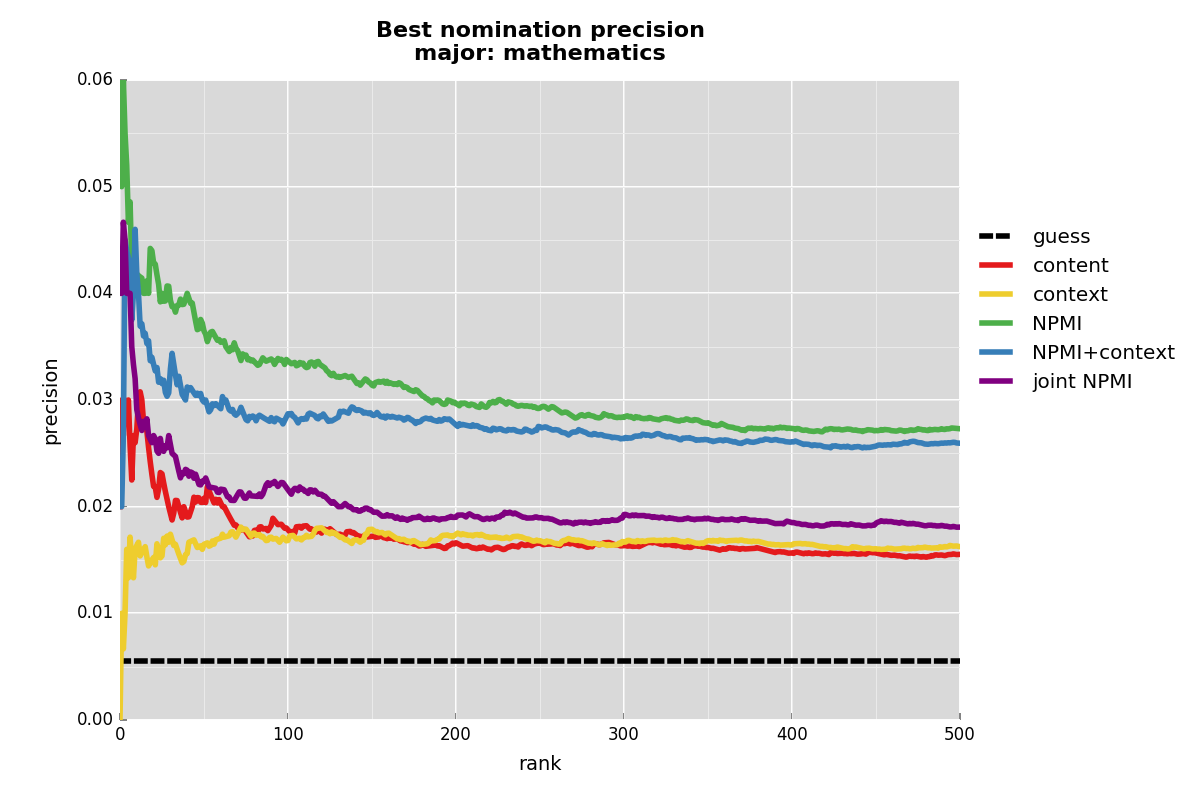 Best nomination precision
major: mathematics
0.06
0.05
0.04
0.03
0.02
0.01
0.00
precision
0 100 200 300 400 500
rank
guess
content
context
NPMI
NPMI+context
joint NPMI